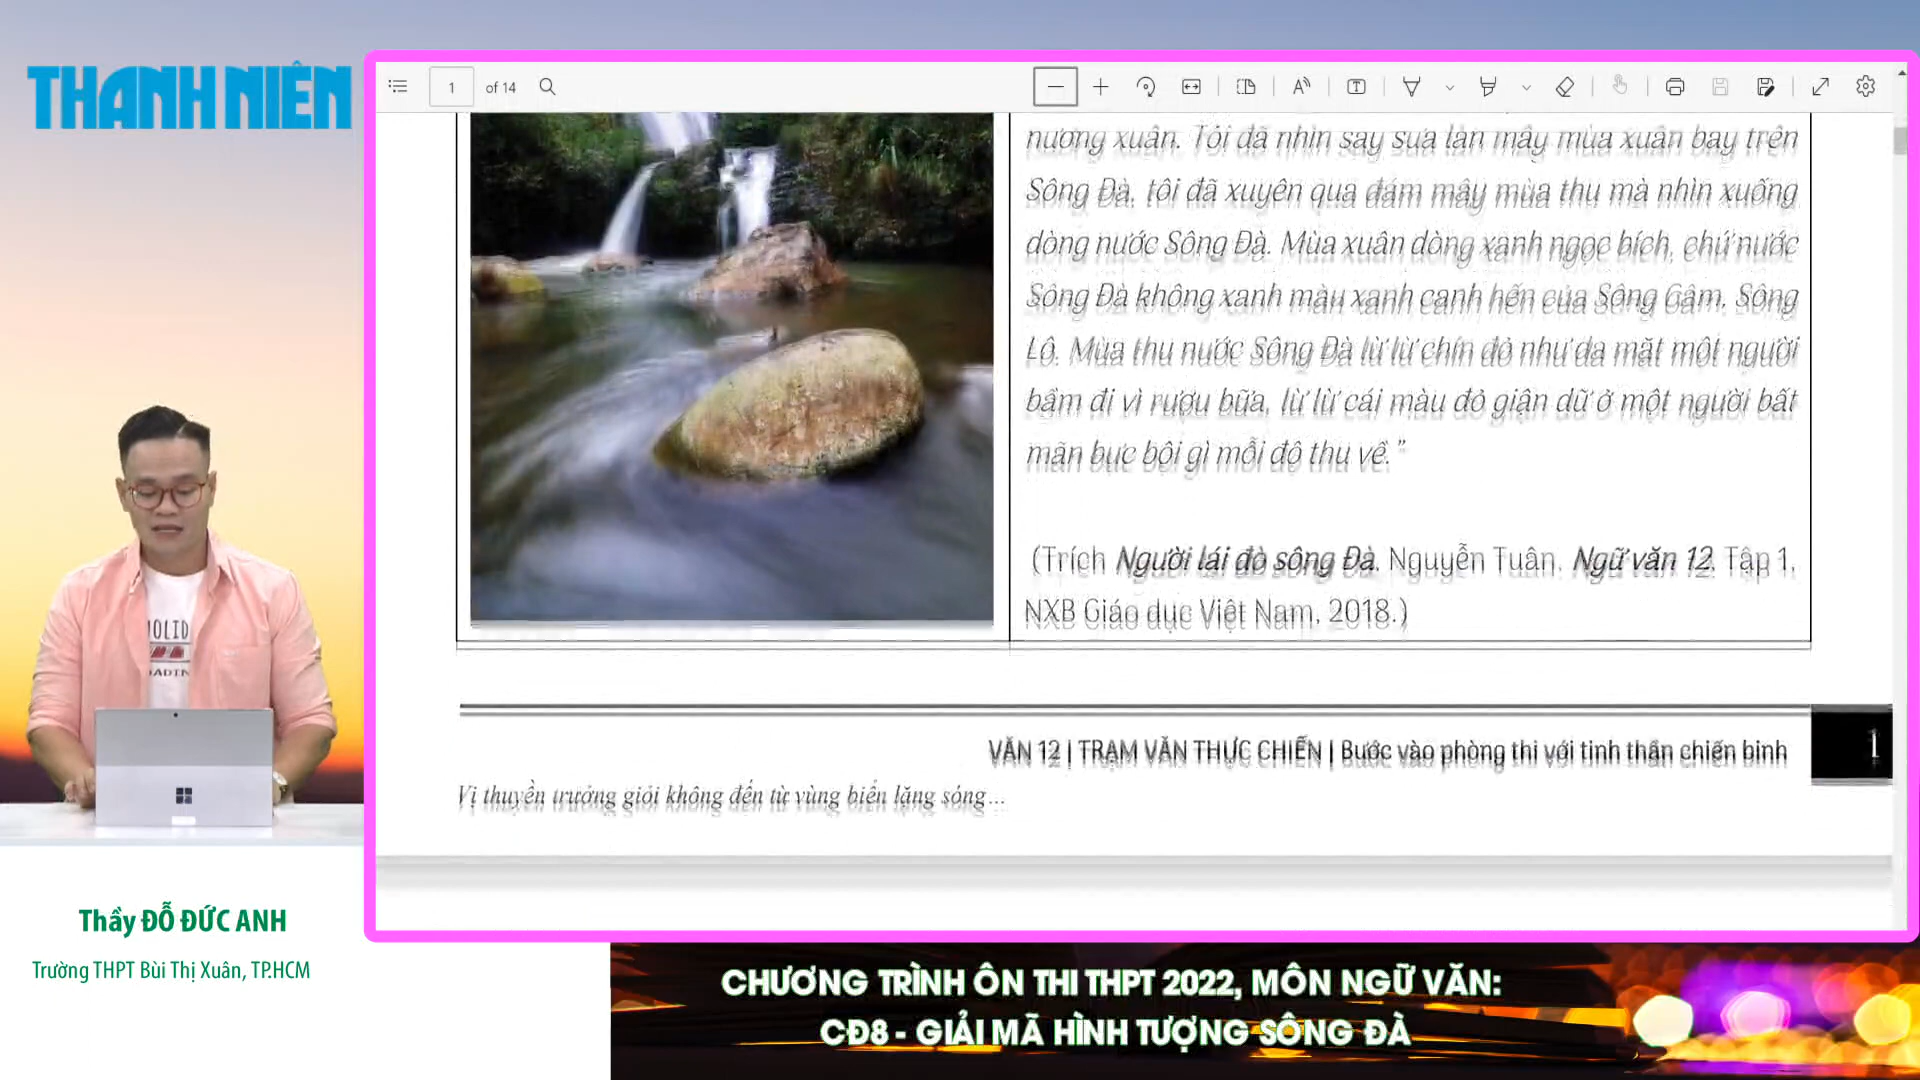 THANH NIÊN
1 of 14
nương xuân. Tôi đã nhìn say sưa làn mây mùa xuân bay trên
Sông Đà, tôi đã xuyên qua đám mây mùa thu mà nhìn xuống
dòng nước Sông Đà. Mùa xuân dòng xanh ngọc bích, chứ nước
Sông Đà không xanh màu xanh canh hến của Sông Gâm, Sông
Lô. Mùa thu nước Sông Đà lừ lừ chín đỏ như da mặt một người
bầm đi vì rượu bữa, lừ lừ cái màu đỏ giận dữ ở một người bất
mãn bực bội gì mỗi độ thu về.”
(Trích Người lái đò sông Đà, Nguyễn Tuân, Ngữ văn 12, Tập 1,
NXB Giáo dục Việt Nam, 2018.)
VĂN 12 | TRẠM VĂN THỰC CHIẾN | Bước vào phòng thi với tinh thần chiến binh
1
Vị thuyền trưởng giỏi không đến từ vùng biển lặng sóng...
Thầy ĐỖ ĐỨC ANH
Trường THPT Bùi Thị Xuân, TP.HCM
CHƯƠNG TRÌNH ÔN THI THPT 2022, MÔN NGỮ VĂN:
CĐ8 - GIẢI MÃ HÌNH TƯỢNG SÔNG ĐÀ